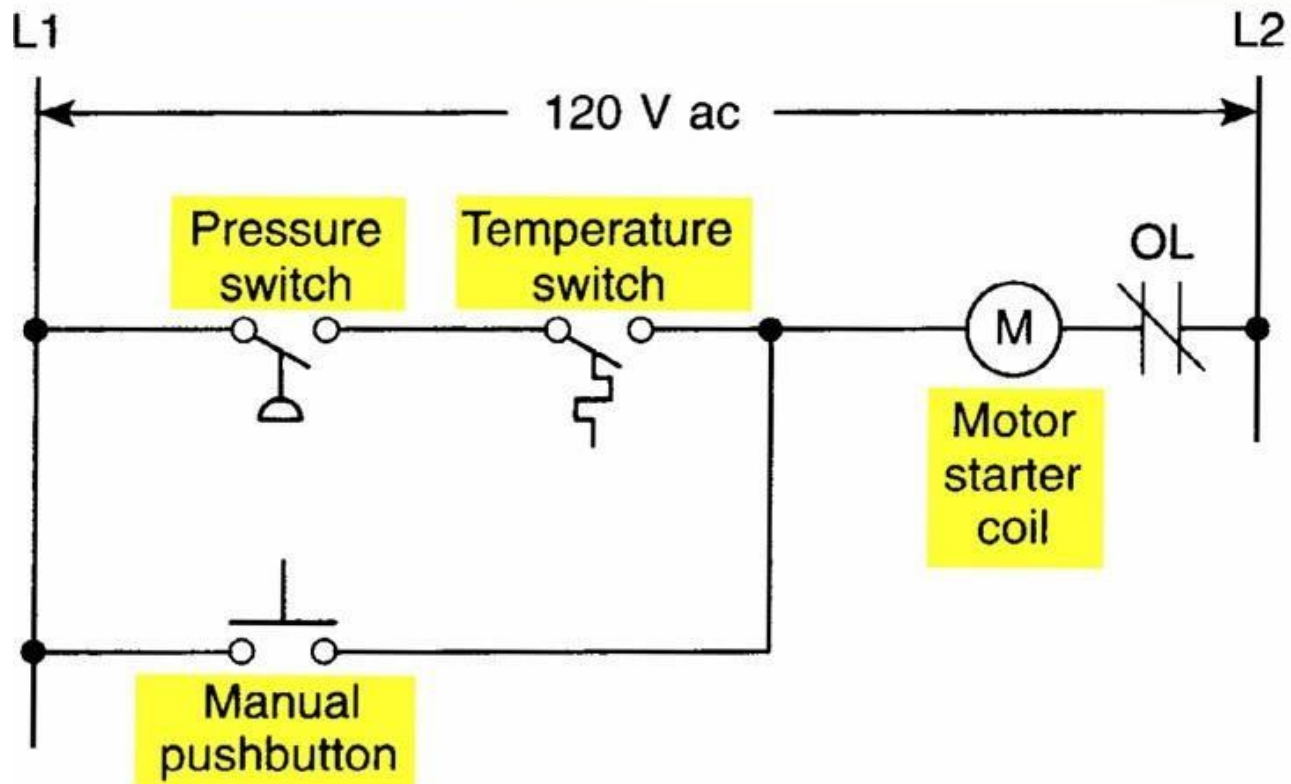 L1
L2
120 V ac
Pressure
switch
Temperature
switch
OL
M
Motor
starter
coil
Manual
pushbutton